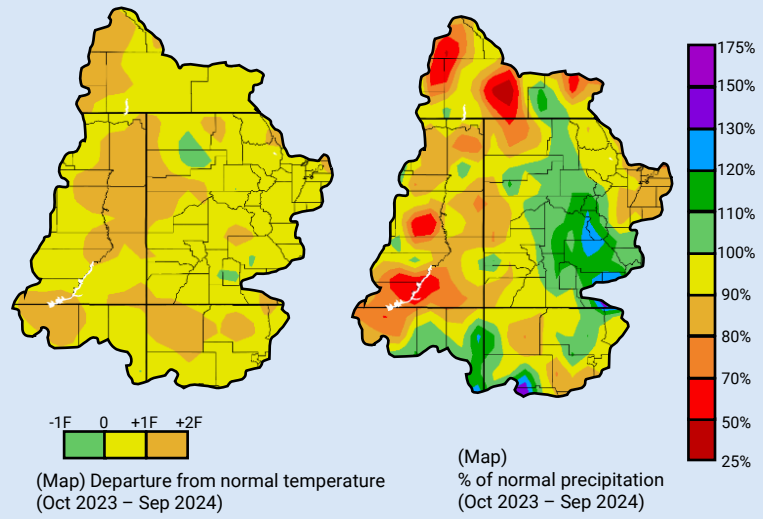 -1F 0 +1F +2F
(Map) Departure from normal temperature
(Oct 2023 – Sep 2024)
(Map)
% of normal precipitation
(Oct 2023 – Sep 2024)
175%
150%
130%
120%
110%
100%
90%
80%
70%
50%
25%